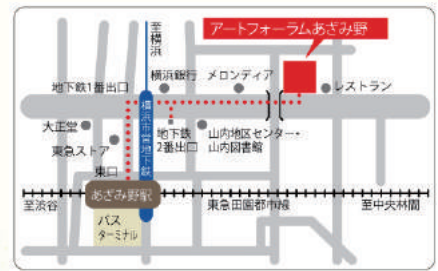 アートフォーラムあざみ野
至横浜
地下鉄1番出口
横浜銀行
メロンディア
レストラン
大正堂
東急ストア
横浜市営地下鉄
地下鉄
2番出口
山内地区センター・
山内図書館
東口
あざみ野駅
至渋谷
東急田園都市線
至中央林間
バス
ターミナル